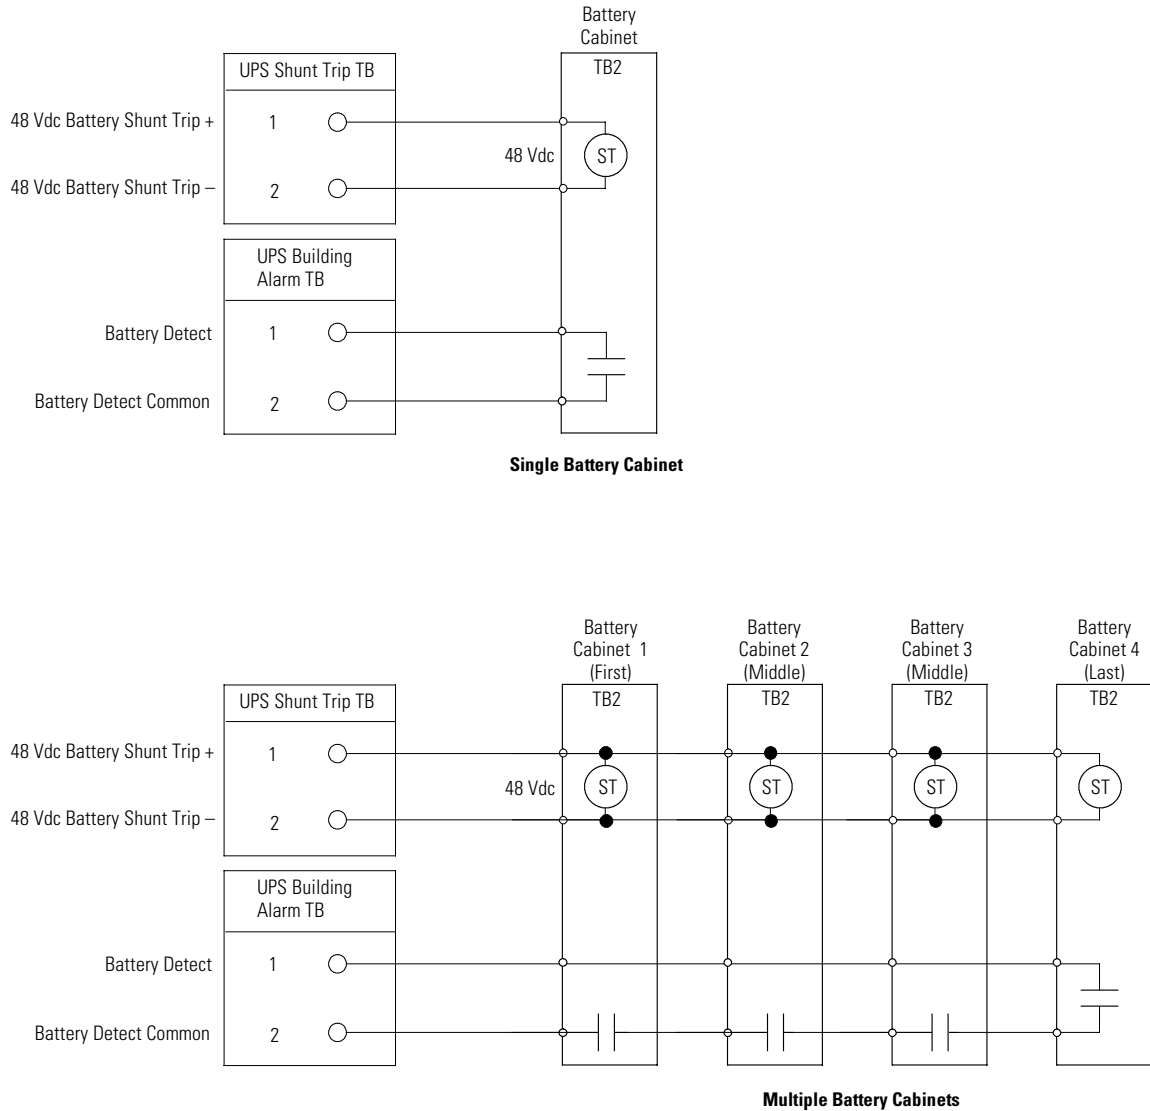 Battery
Cabinet
UPS Shunt Trip TB
TB2
48 Vdc Battery Shunt Trip +
1
48 Vdc
ST
48 Vdc Battery Shunt Trip –
2
UPS Building
Alarm TB
Battery Detect
1
Battery Detect Common
2
Single Battery Cabinet
Battery
Cabinet 1
(First)
Battery
Cabinet 2
(Middle)
Battery
Cabinet 3
(Middle)
Battery
Cabinet 4
(Last)
UPS Shunt Trip TB
TB2
TB2
TB2
TB2
48 Vdc Battery Shunt Trip +
1
48 Vdc
ST
ST
ST
ST
48 Vdc Battery Shunt Trip –
2
UPS Building
Alarm TB
Battery Detect
1
Battery Detect Common
2
Multiple Battery Cabinets